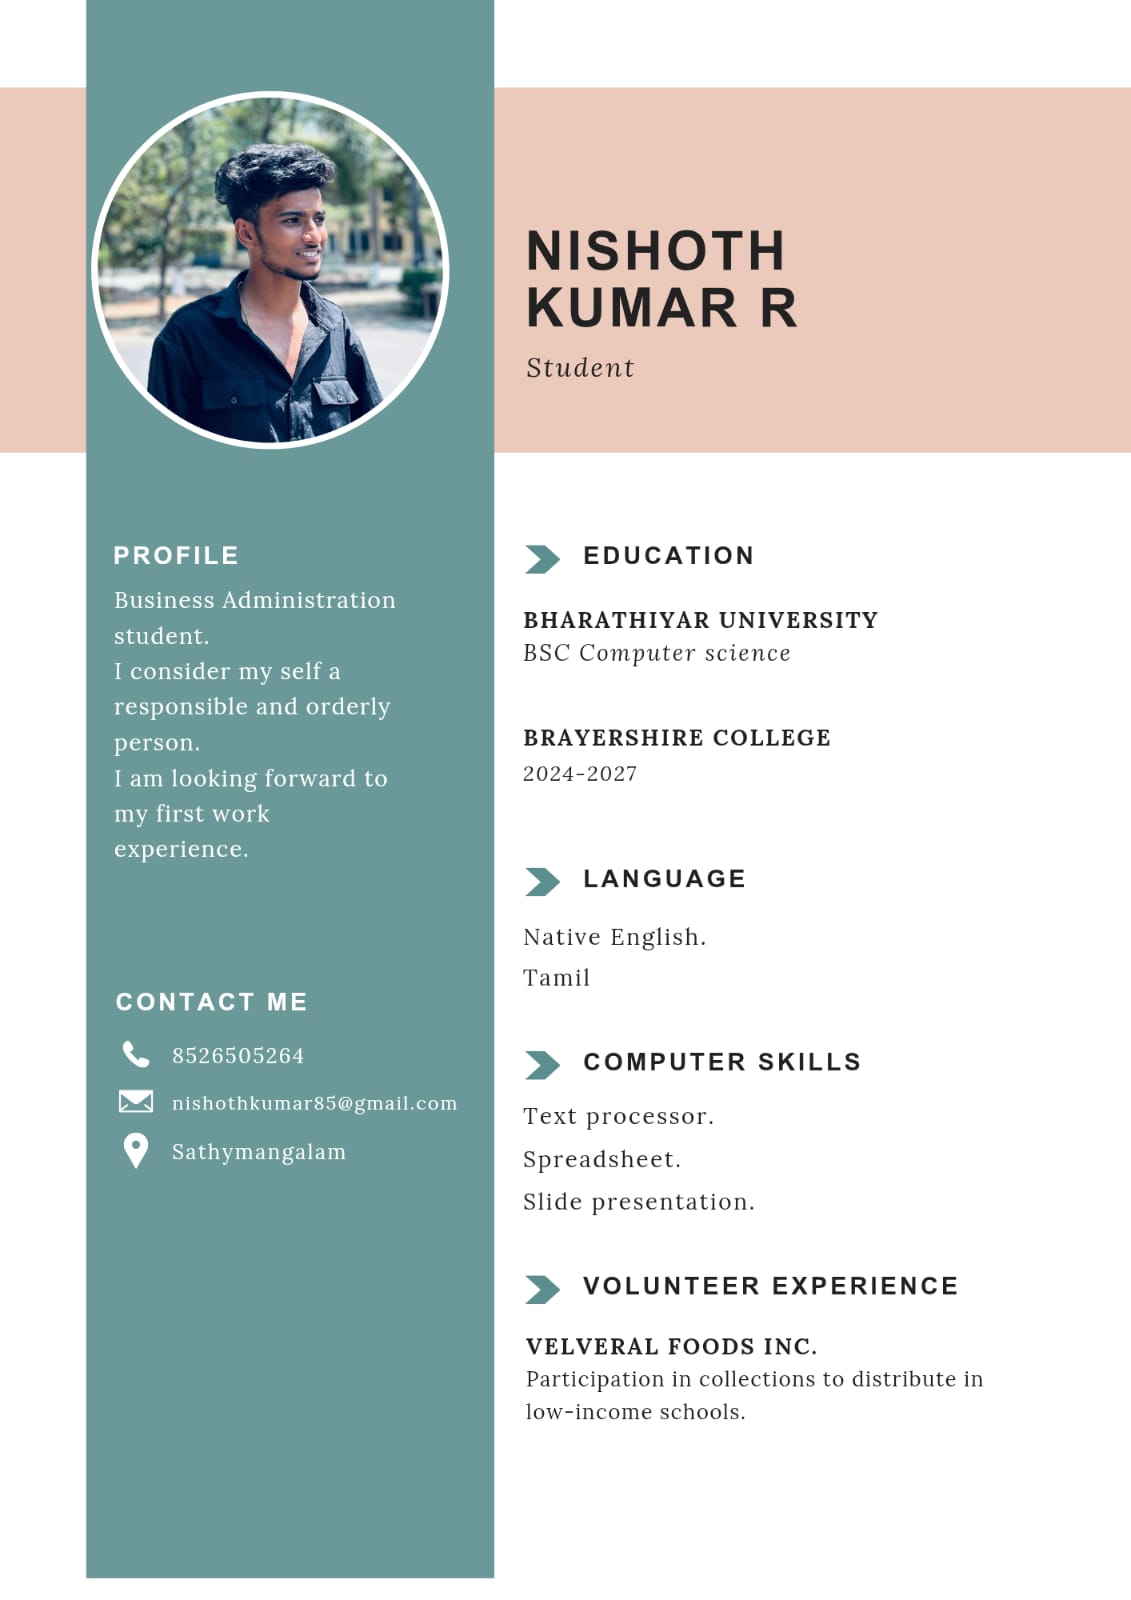 NISHOTH
KUMAR R
Student
PROFILE
Business Administration
student.
I consider my self a
responsible and orderly
person.
I am looking forward to
my first work
experience.
CONTACT ME
8526505264
nishothkumar85@gmail.com
Sathymangalam
EDUCATION
BHARATHIYAR UNIVERSITY
BSC Computer science
BRAYERSHIRE COLLEGE
2024-2027
LANGUAGE
Native English.
Tamil
COMPUTER SKILLS
Text processor.
Spreadsheet.
Slide presentation.
VOLUNTEER EXPERIENCE
VELVERAL FOODS INC.
Participation in collections to distribute in
low-income schools.